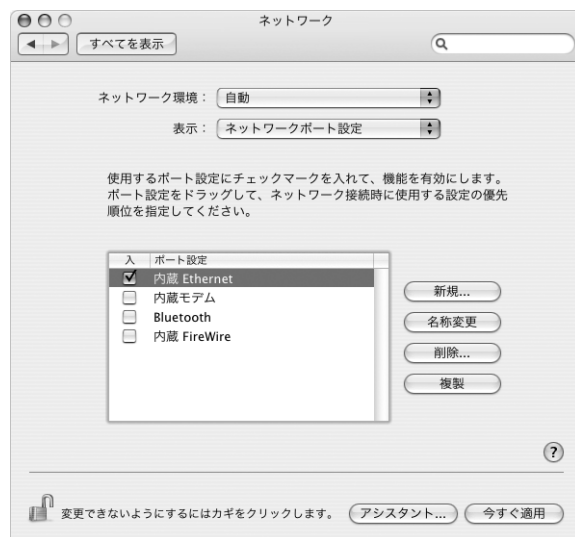 ネットワーク
すべてを表示
ネットワーク環境： 自動
表示： ネットワークポート設定
使用するポート設定にチェックマークを入れて、機能を有効にします。
ポート設定をドラッグして、ネットワーク接続時に使用する設定の優先
順位を指定してください。
入 ポート設定
内蔵 Ethernet
内蔵モデム
Bluetooth
内蔵 FireWire
新規...
名称変更
削除...
複製
?
変更できないようにするにはカギをクリックします。 アシスタント... 今すぐ適用